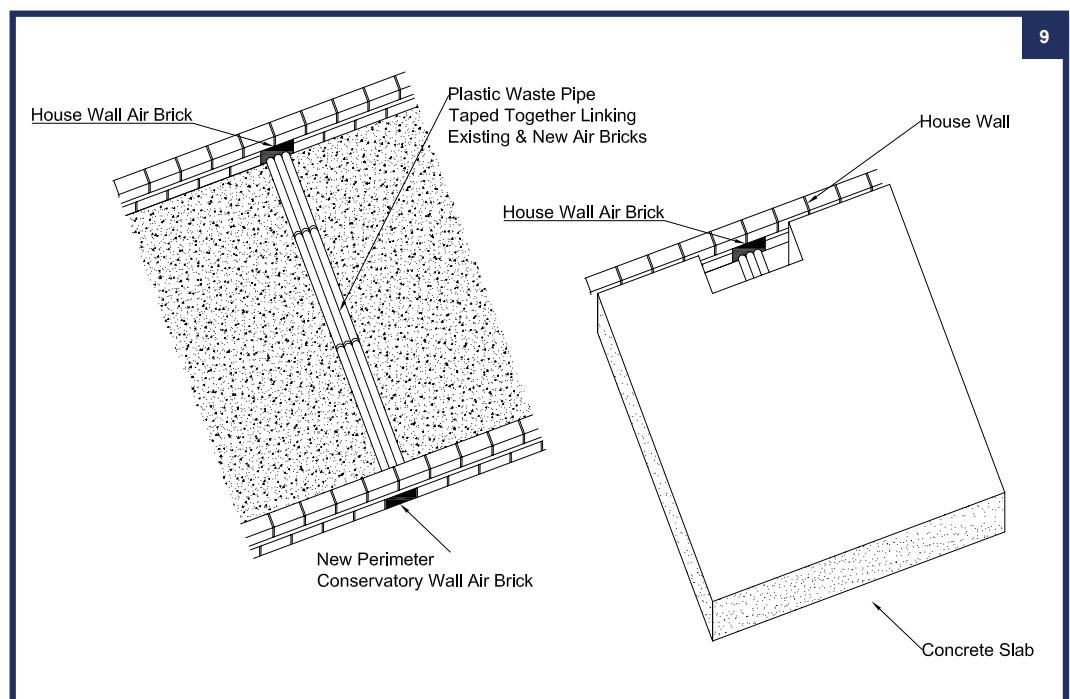 9
House Wall Air Brick
Plastic Waste Pipe
Taped Together Linking
Existing & New Air Bricks
House Wall
House Wall Air Brick
New Perimeter
Conservatory Wall Air Brick
Concrete Slab